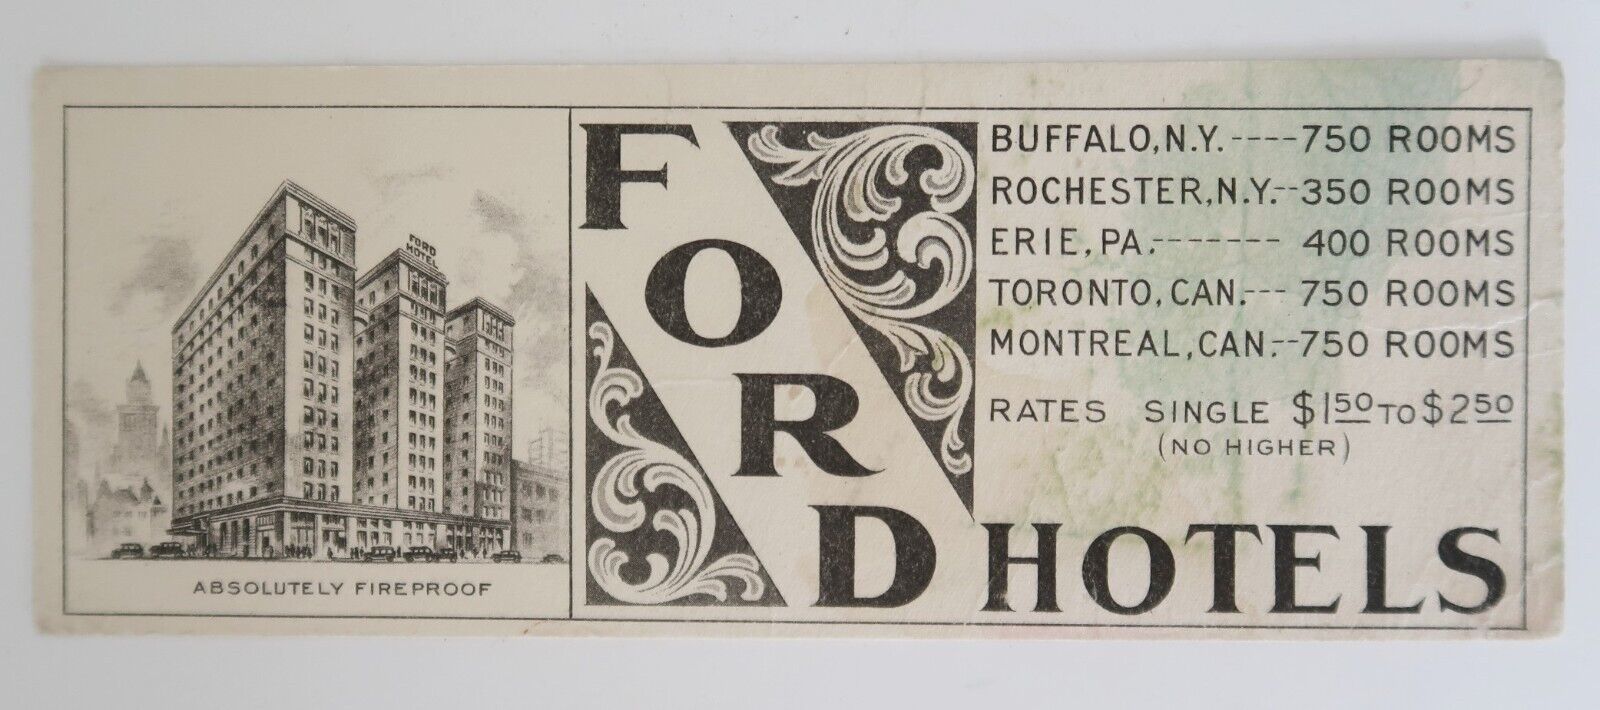 FORD
HOTEL
ABSOLUTELY FIREPROOF
FORD HOTELS
BUFFALO, N.Y. ---- 750 ROOMS
ROCHESTER, N.Y. -- 350 ROOMS
ERIE, PA. ------- 400 ROOMS
TORONTO, CAN. --- 750 ROOMS
MONTREAL, CAN. -- 750 ROOMS
RATES SINGLE $1.50 TO $2.50
(NO HIGHER)